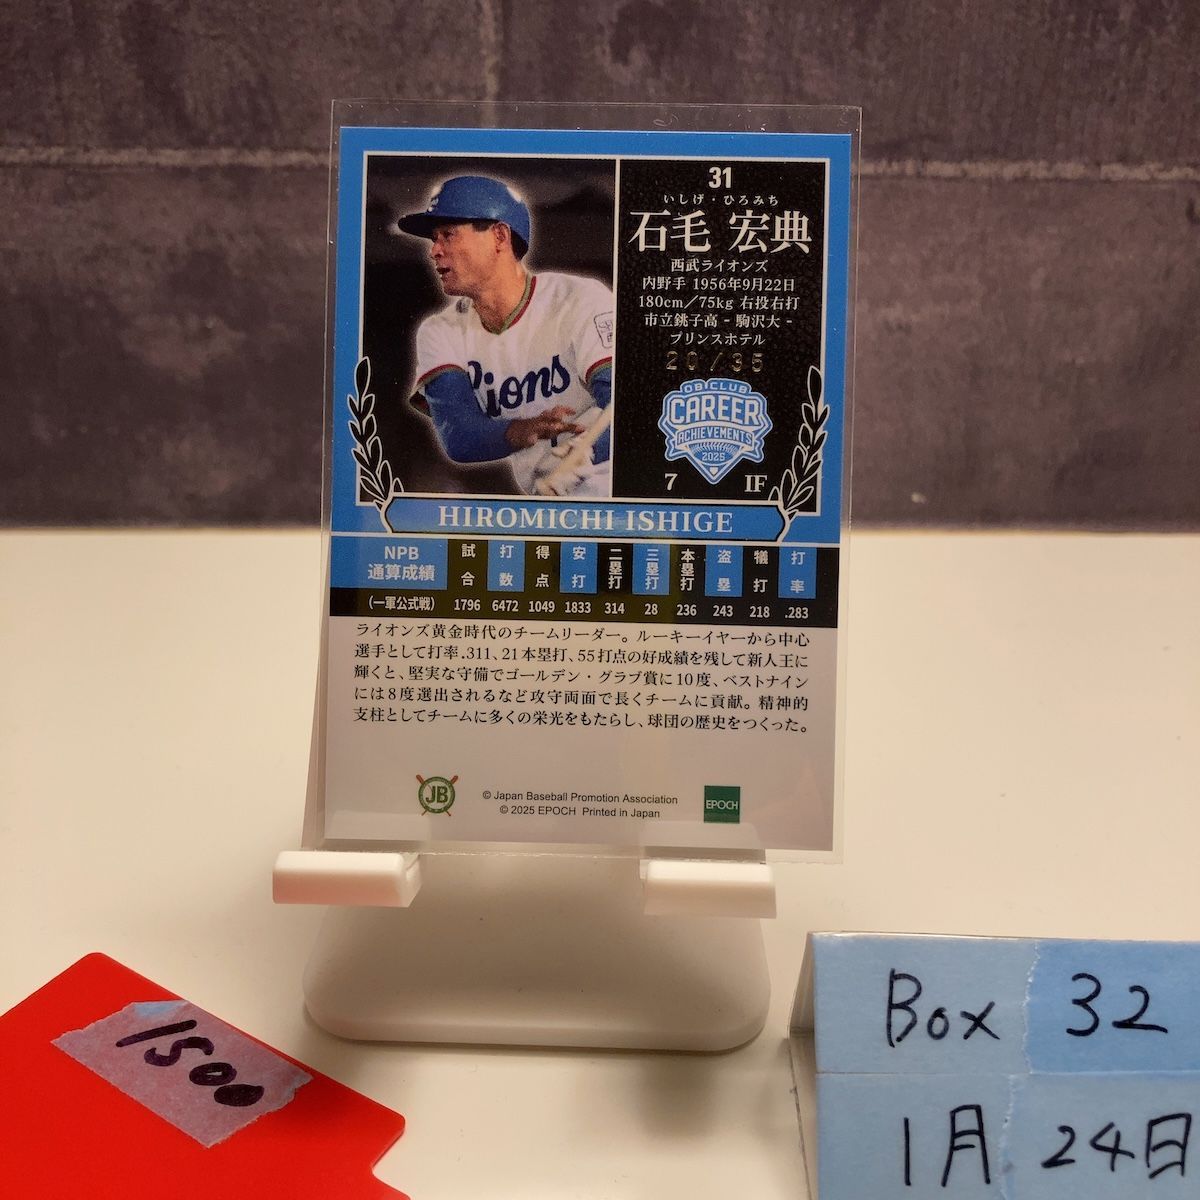 31
いしげ・ひろみち
石毛 宏典
西武ライオンズ
内野手 1956年9月22日
180cm／75kg 右投右打
市立銚子高 - 駒沢大 -
プリンスホテル
20/35
OB CLUB
CAREER
ACHIEVEMENTS
2025
7 IF
Lions
HIROMICHI ISHIGE
NPB
通算成績
(一軍公式戦)
試合 打数 得点 安打 二塁打 三塁打 本塁打 盗塁 犠打 打率
1796 6472 1049 1833 314 28 236 243 218 .283
ライオンズ黄金時代のチームリーダー。ルーキーイヤーから中心
選手として打率.311、21本塁打、55打点の好成績を残して新人王に
輝くと、堅実な守備でゴールデン・グラブ賞に10度、ベストナイン
には8度選出されるなど攻守両面で長くチームに貢献。精神的
支柱としてチームに多くの栄光をもたらし、球団の歴史をつくった。
JB
© Japan Baseball Promotion Association
© 2025 EPOCH Printed in Japan
EPOCH
1500
Box 32
1月24日